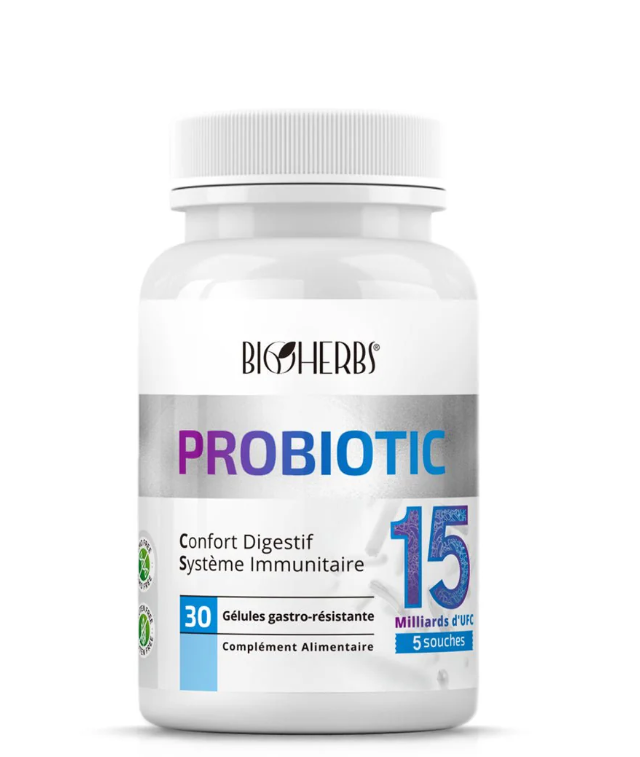 BIOHERBS®
PROBIOTIC
Confort Digestif
Système Immunitaire
15
Milliards d'UFC
5 souches
30 Gélules gastro-résistante
Complément Alimentaire